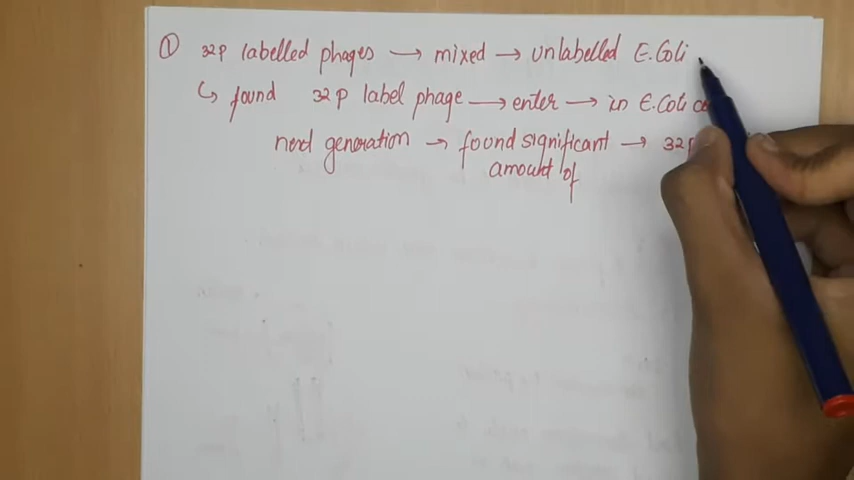 ① 32P labelled phages → mixed → unlabelled E.Coli
↳ found 32P label phage → enter → in E.Coli
next generation → found significant → 32P
amount of